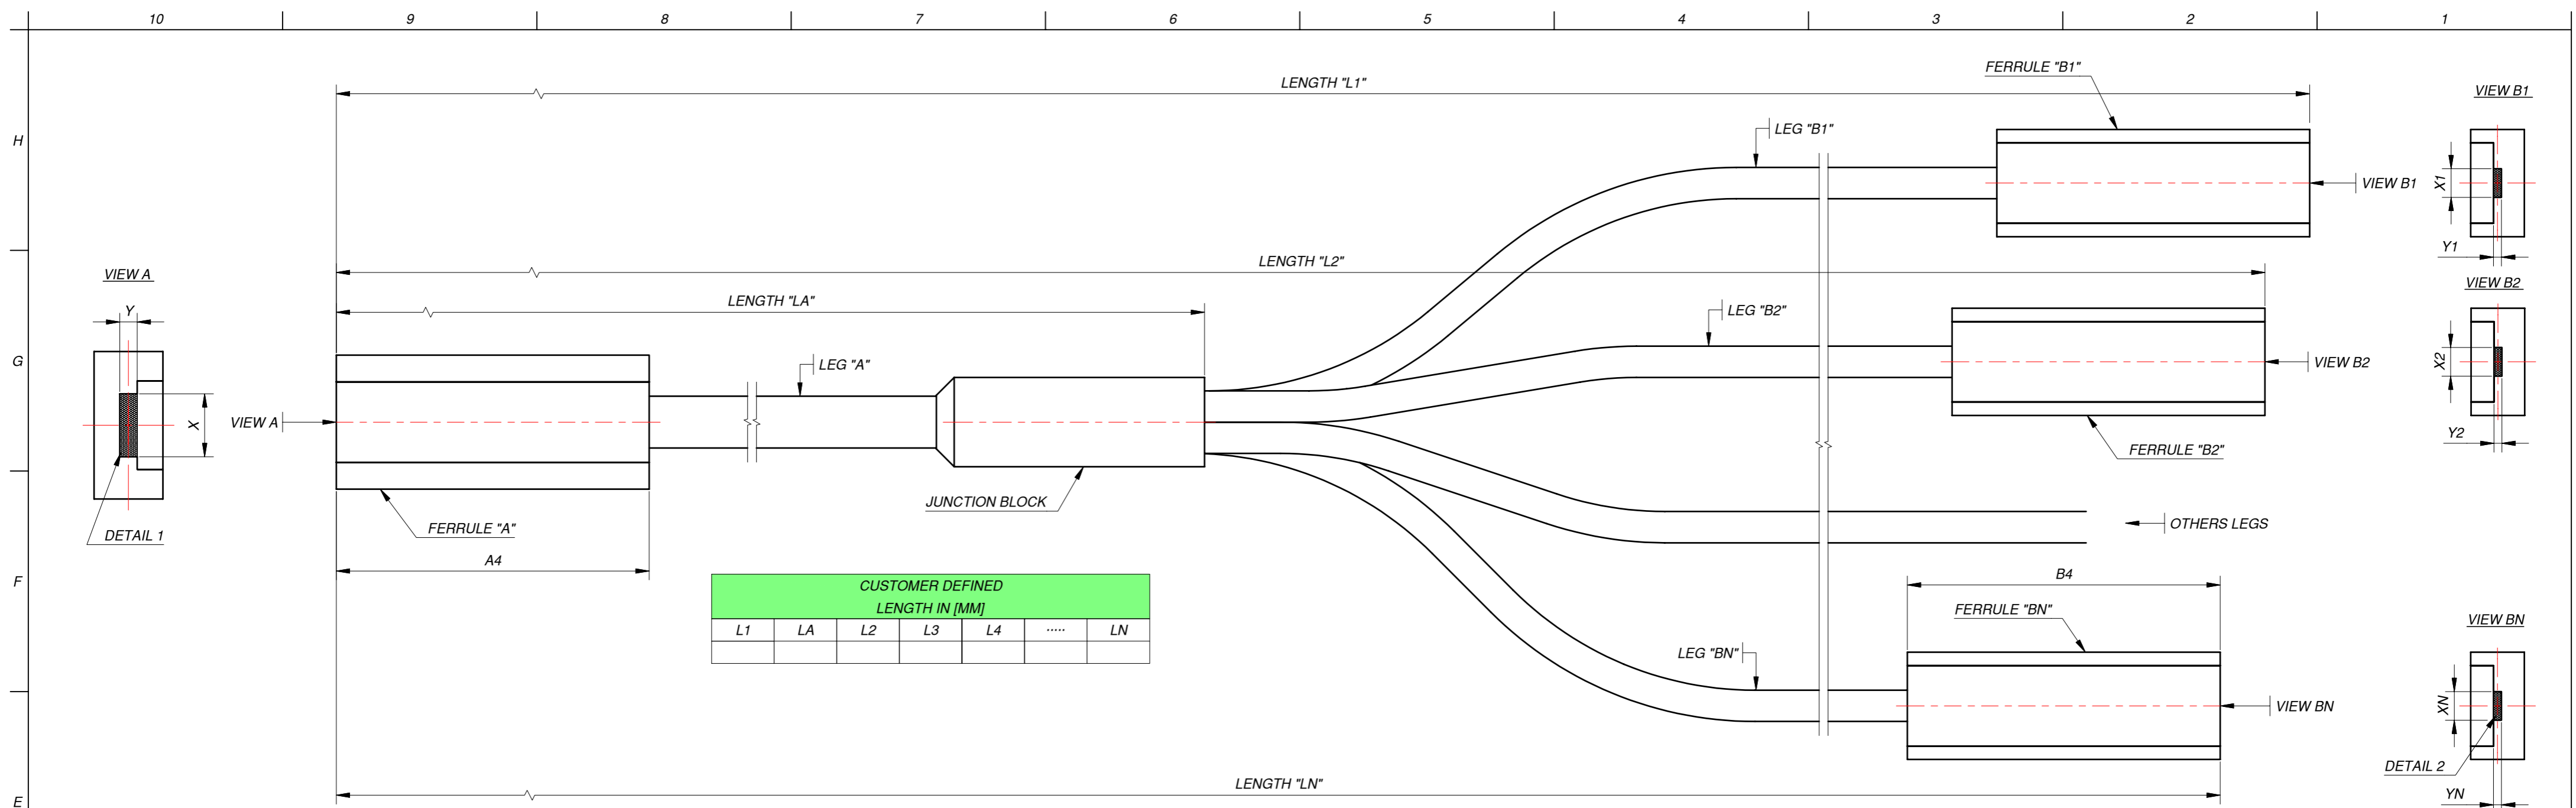 10 9 8 7 6 5 4 3 2 1
LENGTH "L1"
FERRULE "B1"
VIEW B1
H
LEG "B1"
VIEW B1
X1
Y1
LENGTH "L2"
VIEW A
VIEW B2
LENGTH "LA"
Y
LEG "B2"
G
LEG "A"
VIEW B2
X2
VIEW A
X
Y2
FERRULE "B2"
JUNCTION BLOCK
DETAIL 1
FERRULE "A"
OTHERS LEGS
A4
F
B4
CUSTOMER DEFINED
LENGTH IN [MM]
L1 LA L2 L3 L4 ····· LN
FERRULE "BN"
VIEW BN
LEG "BN"
VIEW BN
XN
DETAIL 2
LENGTH "LN"
YN
E